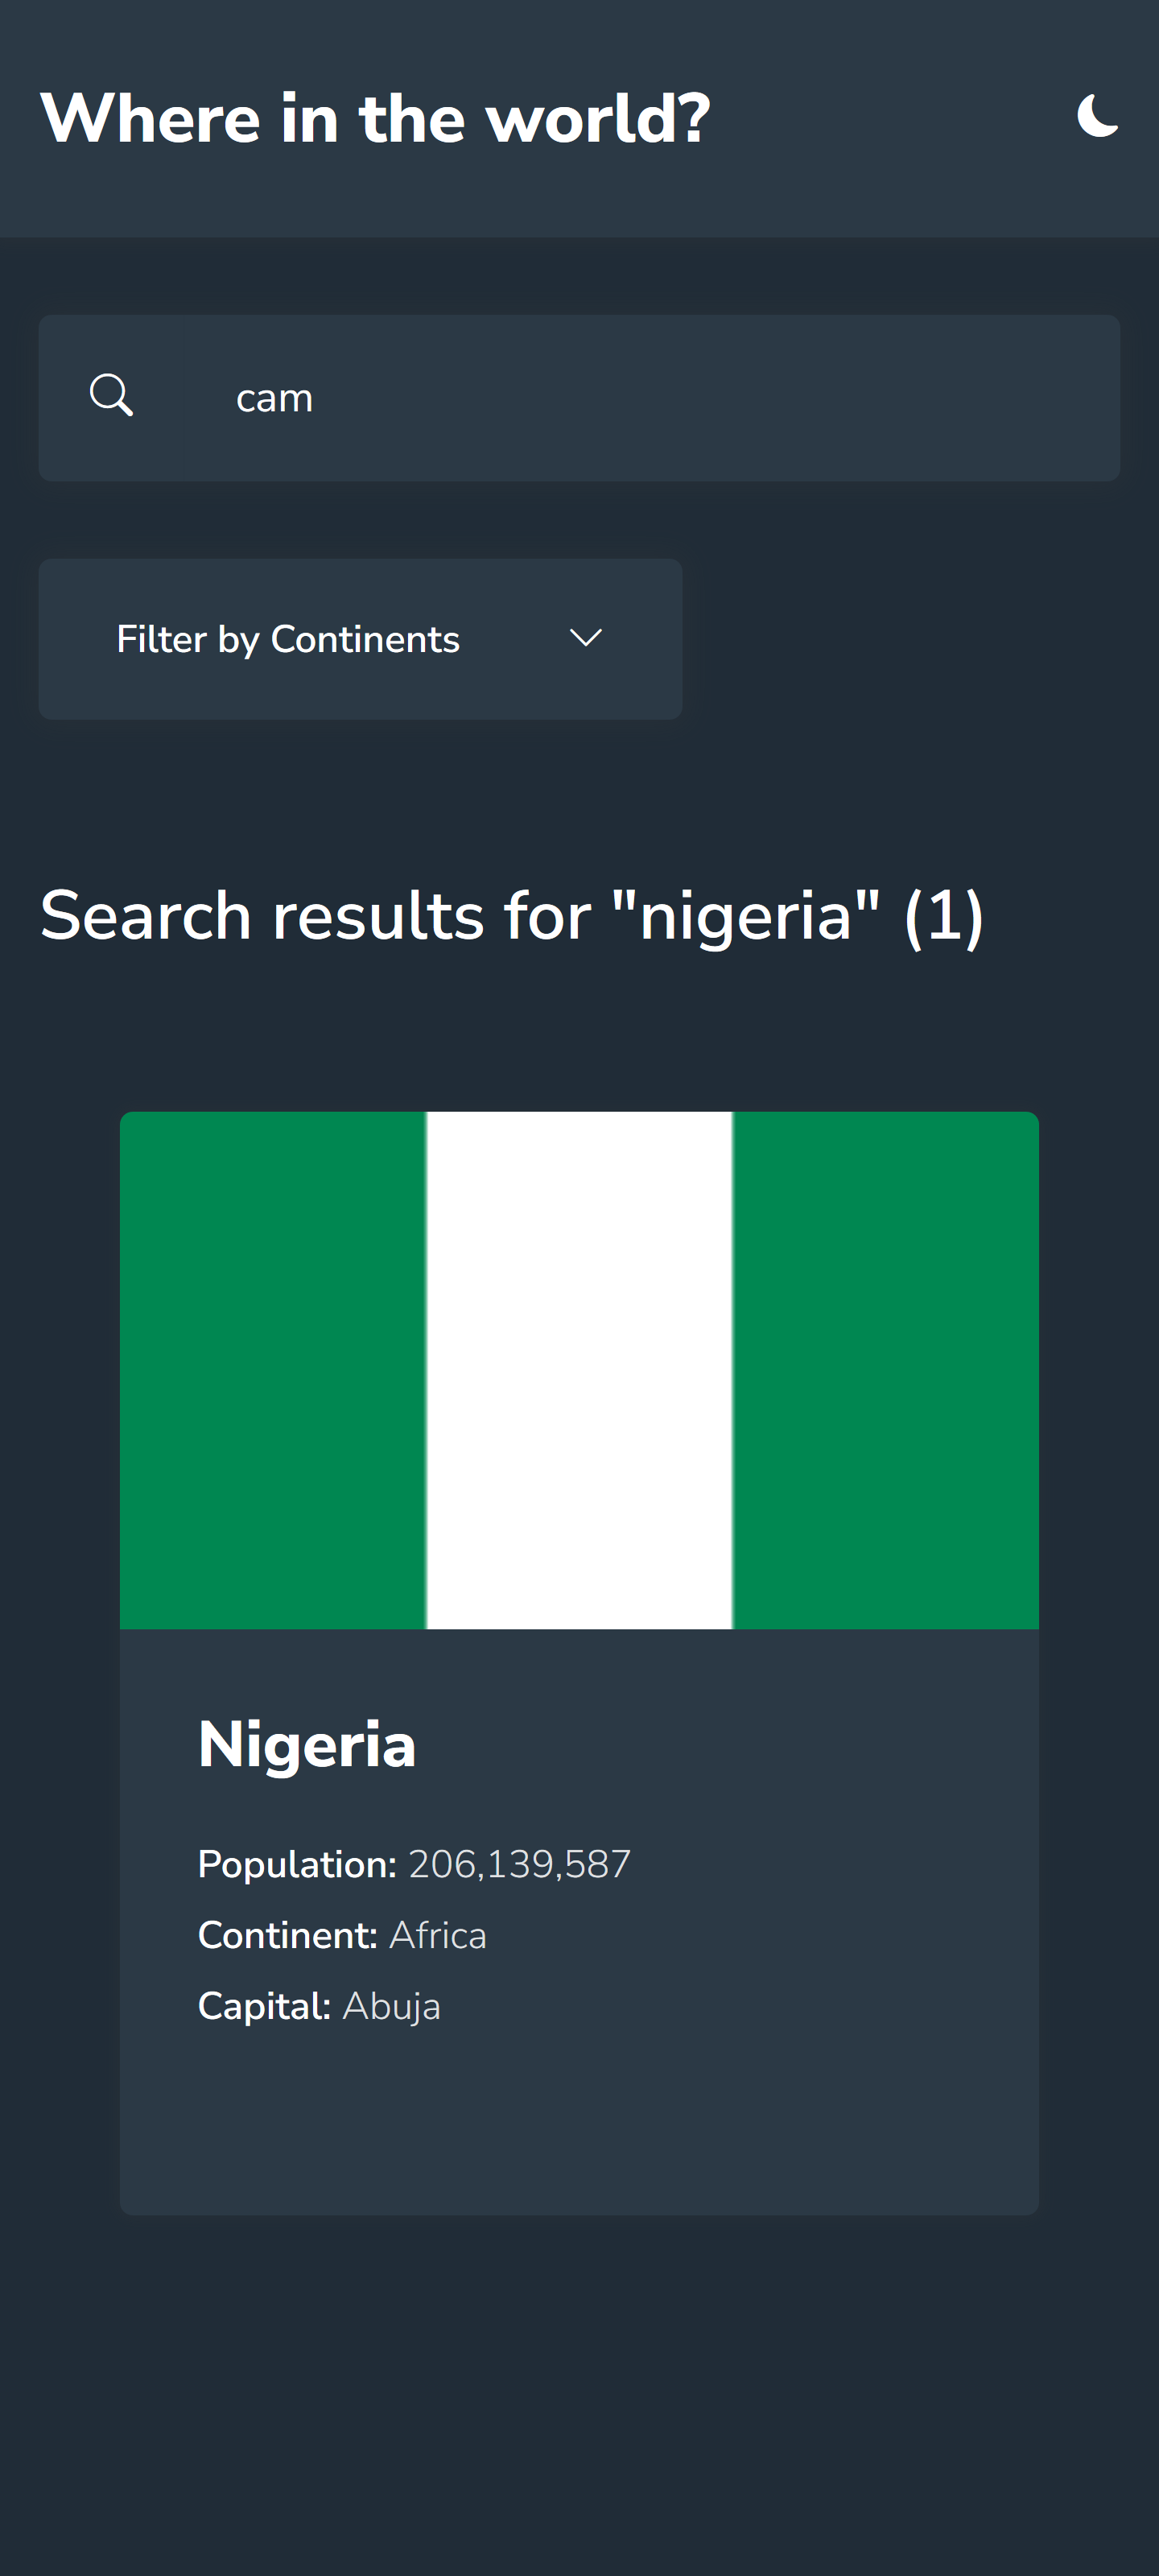 Where in the world?
cam
Filter by Continents
Search results for "nigeria" (1)
Nigeria
Population: 206,139,587
Continent: Africa
Capital: Abuja